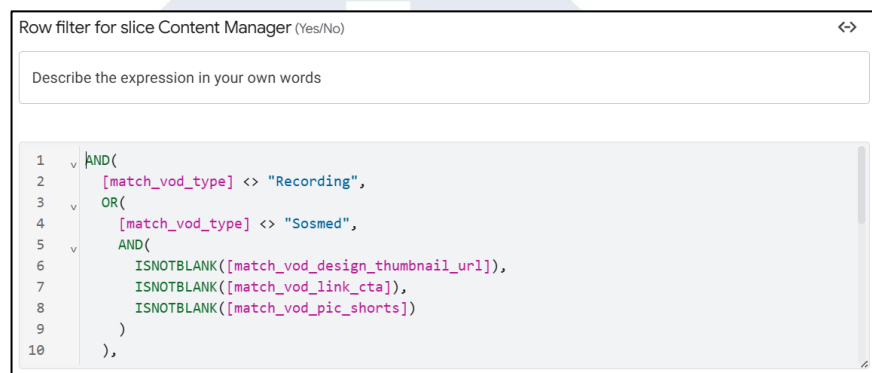 Row filter for slice Content Manager (Yes/No)
Describe the expression in your own words
1 AND(
2 [match_vod_type] <> "Recording",
3 OR(
4 [match_vod_type] <> "Sosmed",
5 AND(
6 ISNOTBLANK([match_vod_design_thumbnail_url]),
7 ISNOTBLANK([match_vod_link_cta]),
8 ISNOTBLANK([match_vod_pic_shorts])
9 )
10 ),